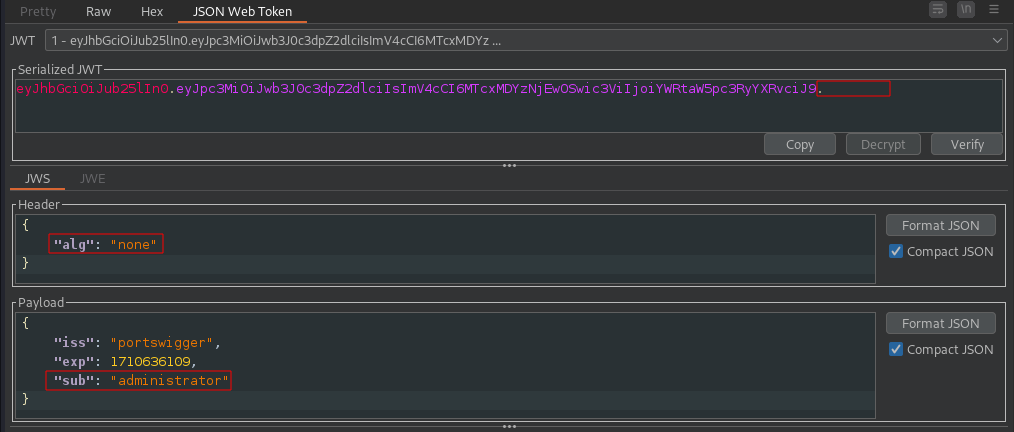 Pretty Raw Hex JSON Web Token
JWT 1 - eyJhbGciOiJub25lIn0.eyJpc3MiOiJwb3J0c3dpZ2dlciIsImV4cCI6MTcxMDYz ...
Serialized JWT
eyJhbGciOiJub25lIn0.eyJpc3MiOiJwb3J0c3dpZ2dlciIsImV4cCI6MTcxMDYzNjEwOSwic3ViIjoiYWRtaW5pc3RyYXRvciJ9.
Copy Decrypt Verify
JWS JWE
Header
{
"alg": "none"
}
Format JSON
Compact JSON
Payload
{
"iss": "portswigger",
"exp": 1710636109,
"sub": "administrator"
}
Format JSON
Compact JSON